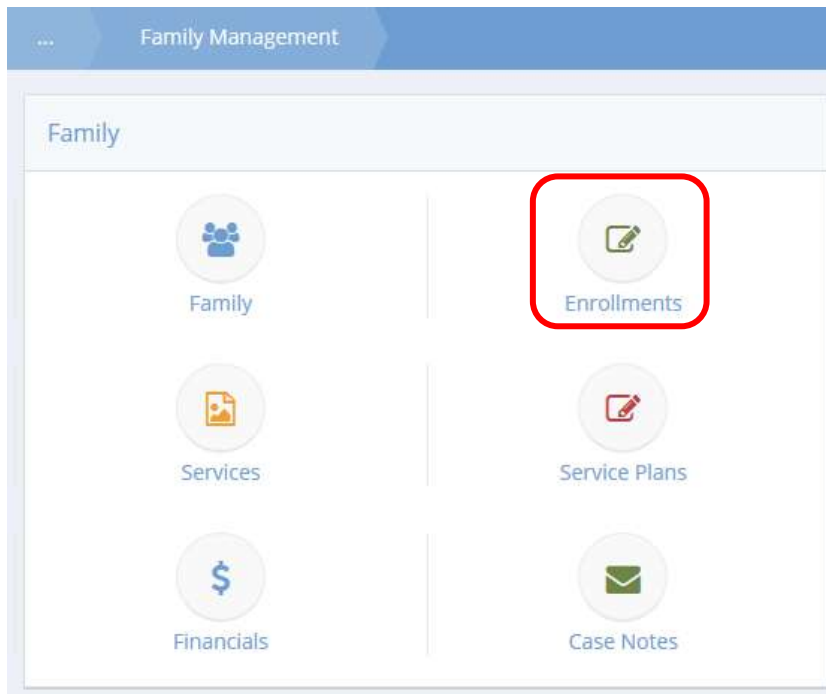 ... Family Management
Family
Family Enrollments
Services Service Plans
$
Financials Case Notes